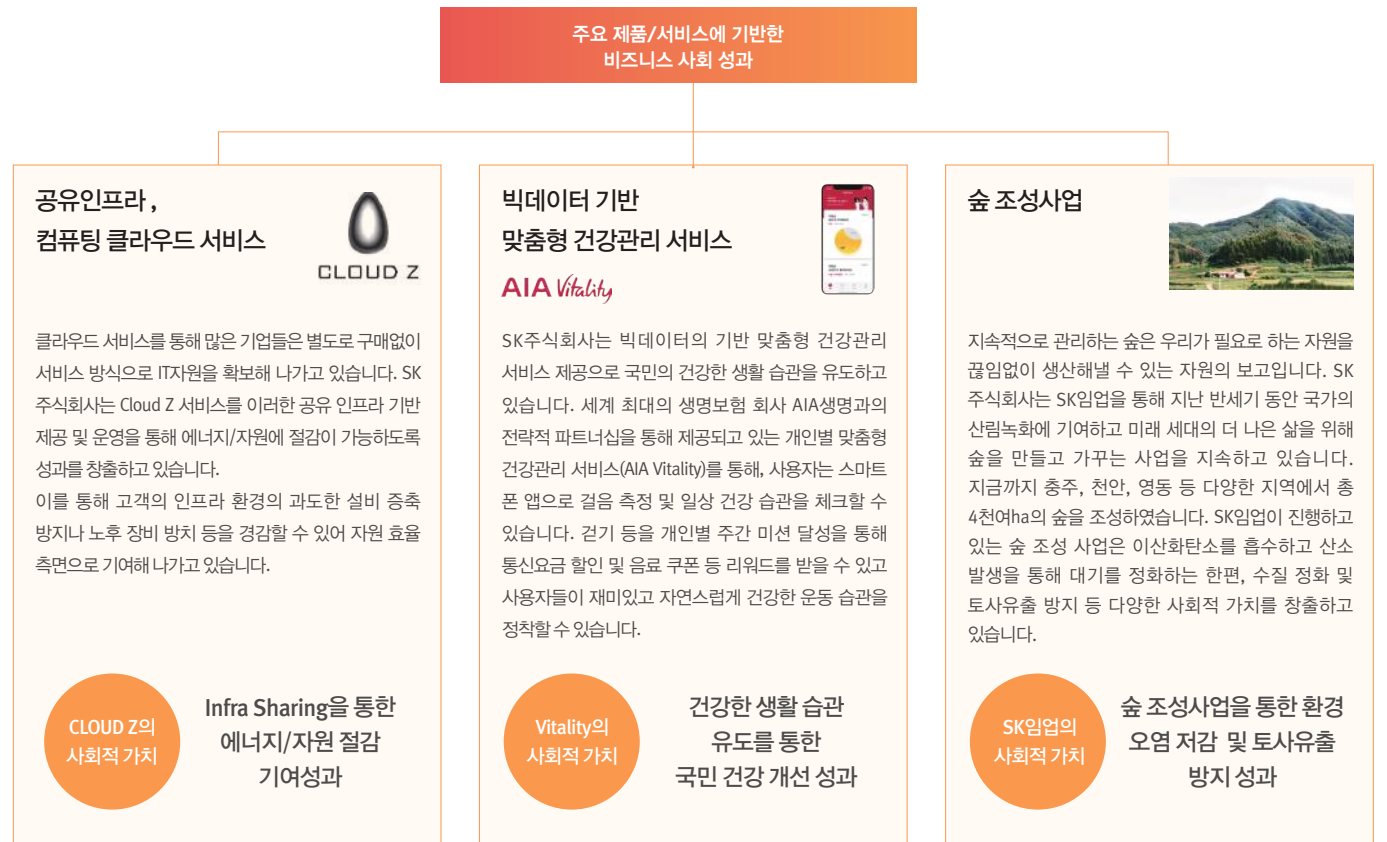 주요 제품/서비스에 기반한
비즈니스 사회 성과
공유인프라 ,
컴퓨팅 클라우드 서비스
CLOUD Z
클라우드 서비스를 통해 많은 기업들은 별도로 구매없이
서비스 방식으로 IT자원을 확보해 나가고 있습니다. SK
주식회사는 Cloud Z 서비스를 이러한 공유 인프라 기반
제공 및 운영을 통해 에너지/자원에 절감이 가능하도록
성과를 창출하고 있습니다.
이를 통해 고객의 인프라 환경의 과도한 설비 증축
방지나 노후 장비 방치 등을 경감할 수 있어 자원 효율
측면으로 기여해 나가고 있습니다.
CLOUD Z의
사회적 가치
Infra Sharing을 통한
에너지/자원 절감
기여성과
빅데이터 기반
맞춤형 건강관리 서비스
AIA Vitality
SK주식회사는 빅데이터의 기반 맞춤형 건강관리
서비스 제공으로 국민의 건강한 생활 습관을 유도하고
있습니다. 세계 최대의 생명보험 회사 AIA생명과의
전략적 파트너십을 통해 제공되고 있는 개인별 맞춤형
건강관리 서비스(AIA Vitality)를 통해, 사용자는 스마트
폰 앱으로 걸음 측정 및 일상 건강 습관을 체크할 수
있습니다. 걷기 등을 개인별 주간 미션 달성을 통해
통신요금 할인 및 음료 쿠폰 등 리워드를 받을 수 있고
사용자들이 재미있고 자연스럽게 건강한 운동 습관을
정착할 수 있습니다.
Vitality의
사회적 가치
건강한 생활 습관
유도를 통한
국민 건강 개선 성과
숲 조성사업
지속적으로 관리하는 숲은 우리가 필요로 하는 자원을
끊임없이 생산해낼 수 있는 자원의 보고입니다. SK
주식회사는 SK임업을 통해 지난 반세기 동안 국가의
산림녹화에 기여하고 미래 세대의 더 나은 삶을 위해
숲을 만들고 가꾸는 사업을 지속하고 있습니다.
지금까지 충주, 천안, 영동 등 다양한 지역에서 총
4천여ha의 숲을 조성하였습니다. SK임업이 진행하고
있는 숲 조성 사업은 이산화탄소를 흡수하고 산소
발생을 통해 대기를 정화하는 한편, 수질 정화 및
토사유출 방지 등 다양한 사회적 가치를 창출하고
있습니다.
SK임업의
사회적 가치
숲 조성사업을 통한 환경
오염 저감 및 토사유출
방지 성과